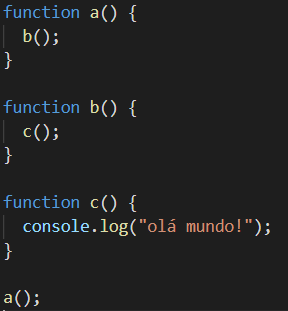 function a() {
  b();
}

function b() {
  c();
}

function c() {
  console.log("olá mundo!");
}

a();